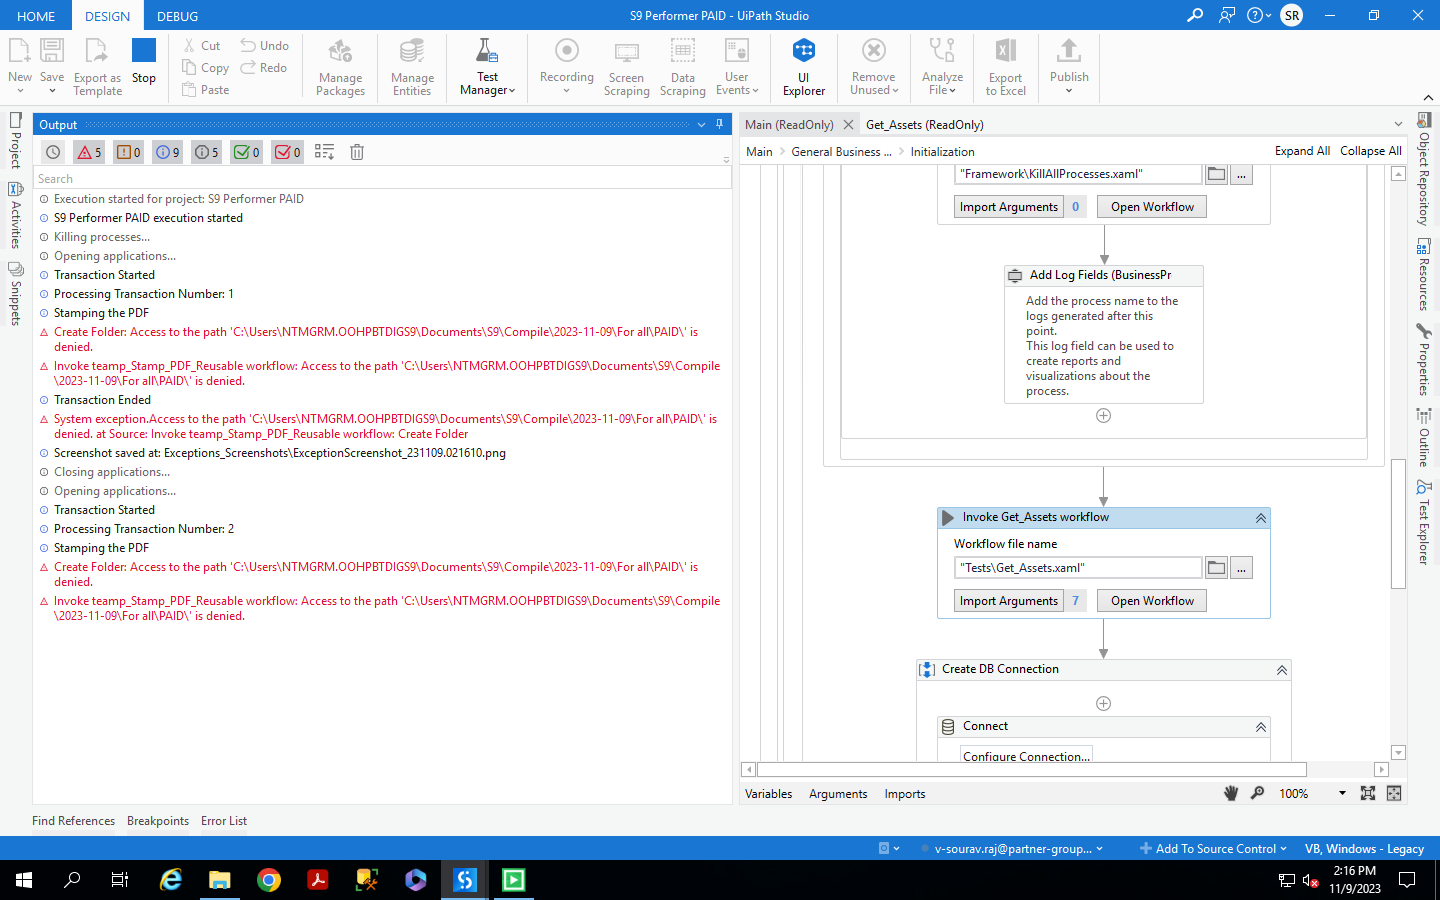 HOME
DESIGN
DEBUG
S9 Performer PAID - UiPath Studio
SR
New
Save
Export as
Template
Stop
Cut
Copy
Paste
Undo
Redo
Manage
Packages
Manage
Entities
Test
Manager
Recording
Screen
Scraping
Data
Scraping
User
Events
UI
Explorer
Remove
Unused
Analyze
File
Export
to Excel
Publish
Project
Activities
Snippets
Output
5
0
9
5
0
0
Search
Execution started for project: S9 Performer PAID
S9 Performer PAID execution started
Killing processes...
Opening applications...
Transaction Started
Processing Transaction Number: 1
Stamping the PDF
Create Folder: Access to the path 'C:\Users\NTMGRM.OOHPBTDIGS9\Documents\S9\Compile\2023-11-09\For all\PAID\' is
denied.
Invoke teamp_Stamp_PDF_Reusable workflow: Access to the path 'C:\Users\NTMGRM.OOHPBTDIGS9\Documents\S9\Compile
\2023-11-09\For all\PAID\' is denied.
Transaction Ended
System exception.Access to the path 'C:\Users\NTMGRM.OOHPBTDIGS9\Documents\S9\Compile\2023-11-09\For all\PAID\' is
denied. at Source: Invoke teamp_Stamp_PDF_Reusable workflow: Create Folder
Screenshot saved at: Exceptions_Screenshots\ExceptionScreenshot_231109.021610.png
Closing applications...
Opening applications...
Transaction Started
Processing Transaction Number: 2
Stamping the PDF
Create Folder: Access to the path 'C:\Users\NTMGRM.OOHPBTDIGS9\Documents\S9\Compile\2023-11-09\For all\PAID\' is
denied.
Invoke teamp_Stamp_PDF_Reusable workflow: Access to the path 'C:\Users\NTMGRM.OOHPBTDIGS9\Documents\S9\Compile
\2023-11-09\For all\PAID\' is denied.
Main (ReadOnly)
Get_Assets (ReadOnly)
Main
General Business ...
Initialization
Expand All
Collapse All
"Framework\KillAllProcesses.xaml"
...
Import Arguments
0
Open Workflow
Add Log Fields (BusinessPr
Add the process name to the
logs generated after this
point.
This log field can be used to
create reports and
visualizations about the
process.
Invoke Get_Assets workflow
Workflow file name
"Tests\Get_Assets.xaml"
...
Import Arguments
7
Open Workflow
Create DB Connection
Connect
Configure Connection...
Variables
Arguments
Imports
100%
Object Repository
Resources
Properties
Outline
Test Explorer
Find References
Breakpoints
Error List
v-sourav.raj@partner-group...
Add To Source Control
VB, Windows - Legacy
2:16 PM
11/9/2023